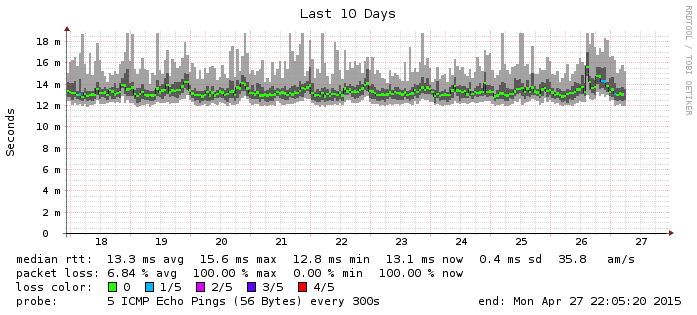 Last 10 Days
RRDTOOL / TOBI OETIKER
Seconds
18 m
16 m
14 m
12 m
10 m
8 m
6 m
4 m
2 m
0
18 19 20 21 22 23 24 25 26 27
median rtt: 13.3 ms avg 15.6 ms max 12.8 ms min 13.1 ms now 0.4 ms sd 35.8 am/s
packet loss: 6.84 % avg 100.00 % max 0.00 % min 100.00 % now
loss color: 0 1/5 2/5 3/5 4/5
probe: 5 ICMP Echo Pings (56 Bytes) every 300s end: Mon Apr 27 22:05:20 2015